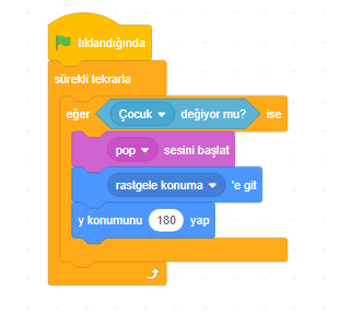 tıklandığında
sürekli tekrarla
eğer Çocuk değiyor mu? ise
pop sesini başlat
rastgele konuma 'e git
y konumunu 180 yap